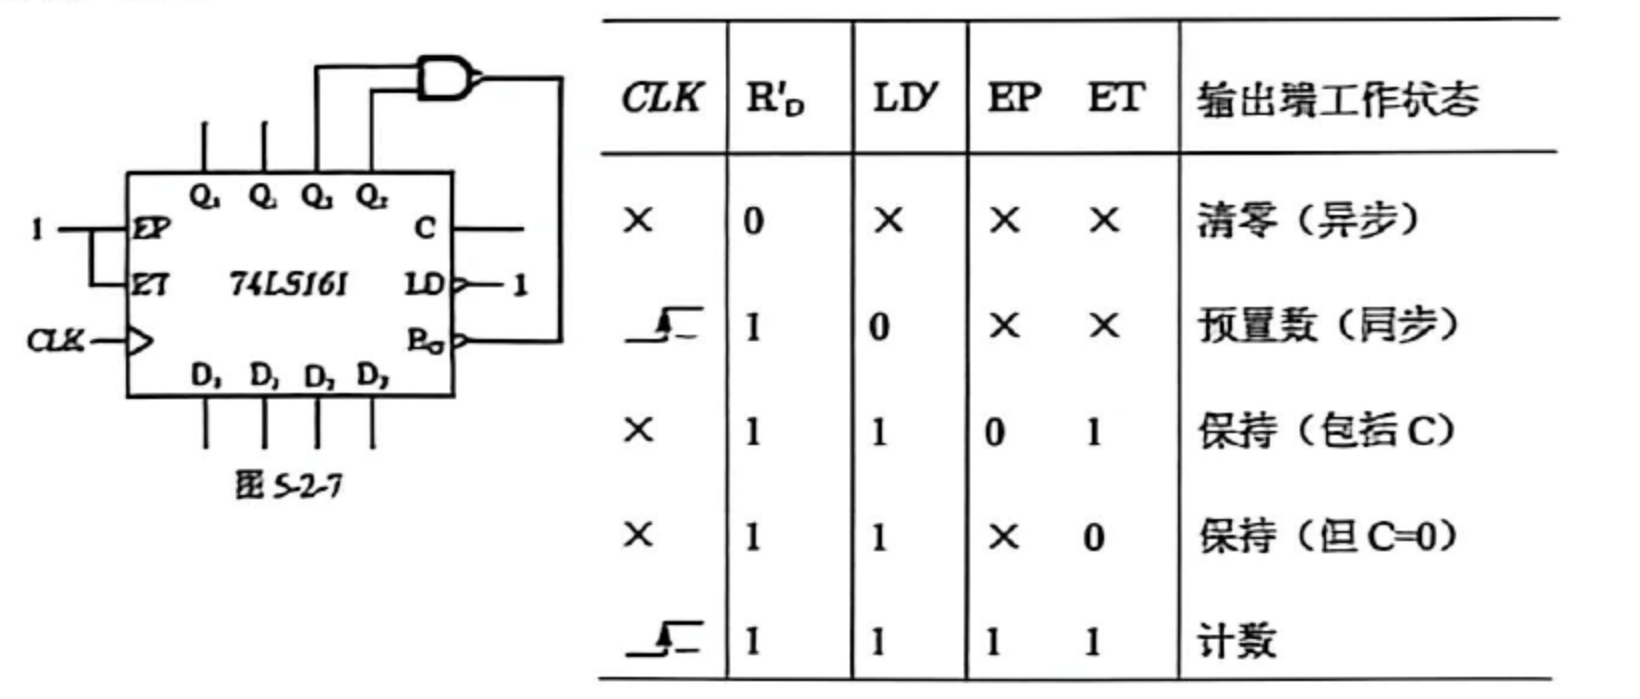 Q₁ Q₁ Q₃ Q₂
1 EP C
ET 74LS161 LD 1
CLK
D₃ D₁ D₂ D₃
图 5-2-7
CLK R'D LD' EP ET 输出端工作状态
× 0 × × × 清零（异步）
1 0 × × 预置数（同步）
× 1 1 0 1 保持（包括 C）
× 1 1 × 0 保持（但 C=0）
1 1 1 1 计数